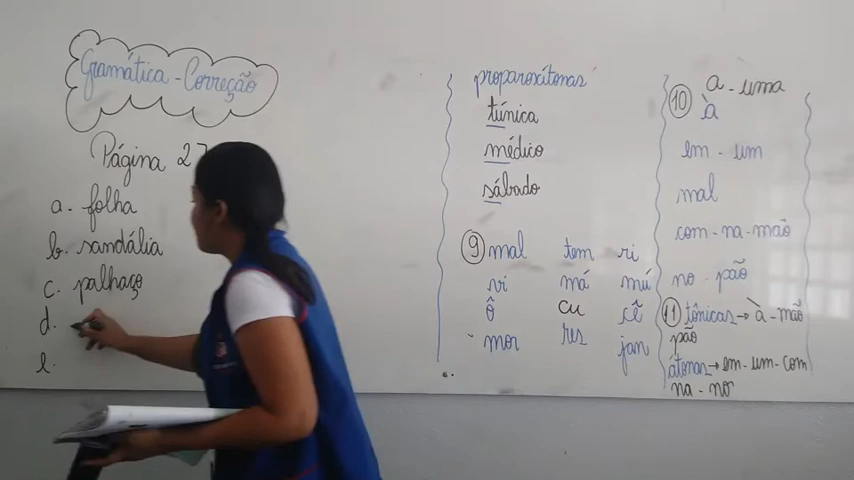 Gramática - Correção
Página 27
a. folha
b. sandália
c. palhaço
d.
e.
proparoxítonas
túnica
médico
sábado
9 mal tem ri
vi má mú
ô cu cê
mor res jan
10 a - uma
à
em - um
mal
com - na - mão
no - pão
11 tônicas → à - mão
pão
átonas → em - um - com
na - no